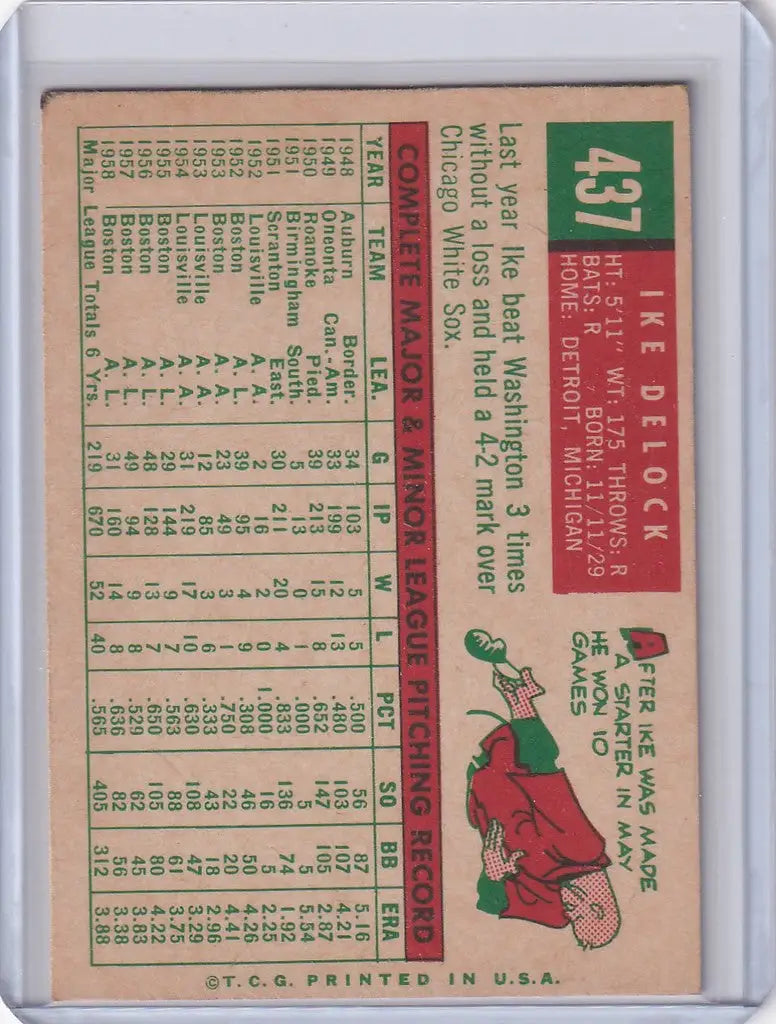 437
IKE DELOCK
HT: 5'11" WT: 175 THROWS: R
BATS: R BORN: 11/11/29
HOME: DETROIT, MICHIGAN
Last year Ike beat Washington 3 times
without a loss and held a 4-2 mark over
Chicago White Sox.
AFTER IKE WAS MADE
A STARTER IN MAY
HE WON 10
GAMES
COMPLETE MAJOR & MINOR LEAGUE PITCHING RECORD
YEAR TEAM LEA. G IP W L PCT SO BB ERA
1948 Auburn Border. 34 103 5 5 .500 56 87 5.16
1949 Oneonta Can.-Am. 33 199 12 13 .480 103 107 4.21
1950 Roanoke Pied. 39 213 15 8 .652 147 105 2.87
1951 Birmingham South. 5 13 0 1 .000 5 5 5.54
1951 Scranton East. 30 211 20 4 .833 136 74 1.92
1952 Louisville A. A. 2 16 2 0 1.000 16 5 2.25
1952 Boston A. L. 39 95 4 9 .308 46 50 4.26
1953 Boston A. L. 23 49 3 1 .750 22 20 4.41
1953 Louisville A. A. 12 85 3 6 .333 43 18 2.96
1954 Louisville A. A. 31 219 17 10 .630 108 47 3.29
1955 Boston A. L. 29 144 9 7 .563 88 61 3.75
1956 Boston A. L. 48 128 13 7 .650 105 80 4.22
1957 Boston A. L. 49 94 9 8 .529 62 45 3.83
1958 Boston A. L. 31 160 14 8 .636 82 56 3.38
Major League Totals 6 Yrs. 219 670 52 40 .565 405 312 3.88
©T.C.G. PRINTED IN U.S.A.